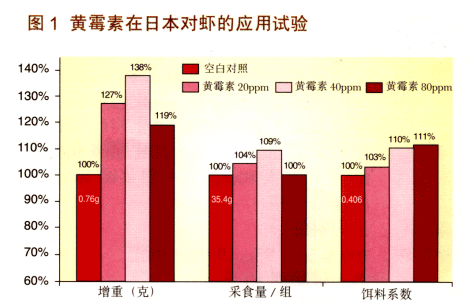 图1 黄霉素在日本对虾的应用试验
140%
130%
120%
110%
100%
90%
80%
70%
60%
空白对照
黄霉素 20ppm 黄霉素 40ppm 黄霉素 80ppm
100% 127% 138% 119%
100% 104% 109% 100%
100% 103% 110% 111%
0.76g 35.4g 0.406
增重（克） 采食量/组 饵料系数